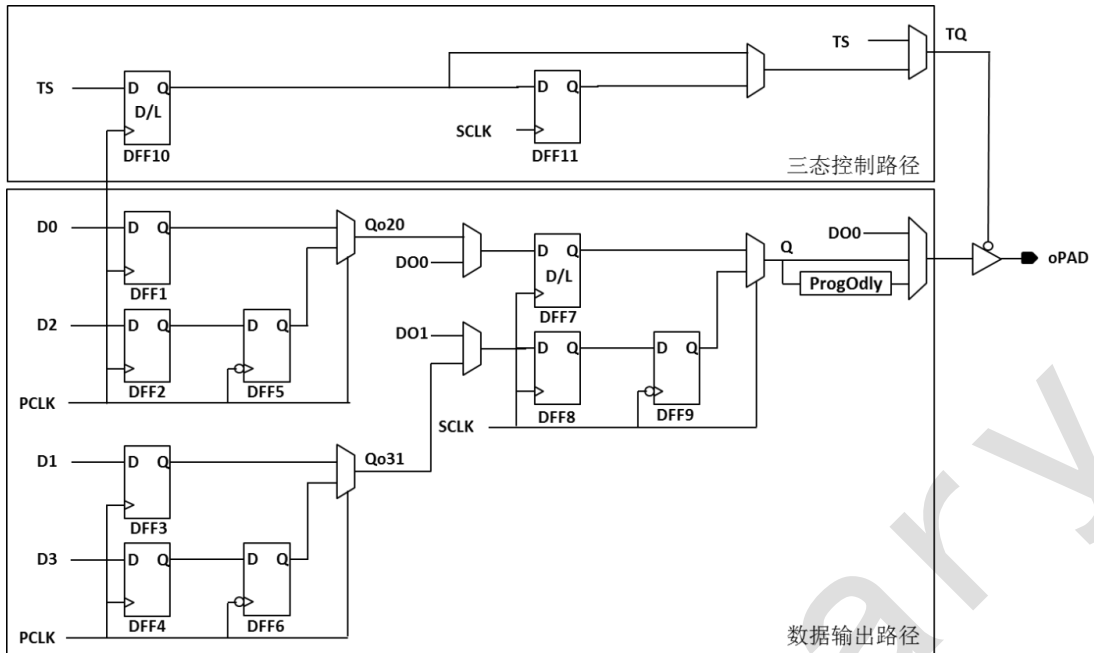 TS
TQ
TS
D Q
D/L
DFF10
D Q
SCLK
DFF11
三态控制路径
D0
D Q
DFF1
Qo20
DO0
D Q
D/L
DFF7
Q
DO0
ProgOdly
oPAD
D2
D Q
DFF2
D Q
DFF5
PCLK
DO1
D Q
DFF8
D Q
DFF9
SCLK
D1
D Q
DFF3
Qo31
D3
D Q
DFF4
D Q
DFF6
PCLK
数据输出路径